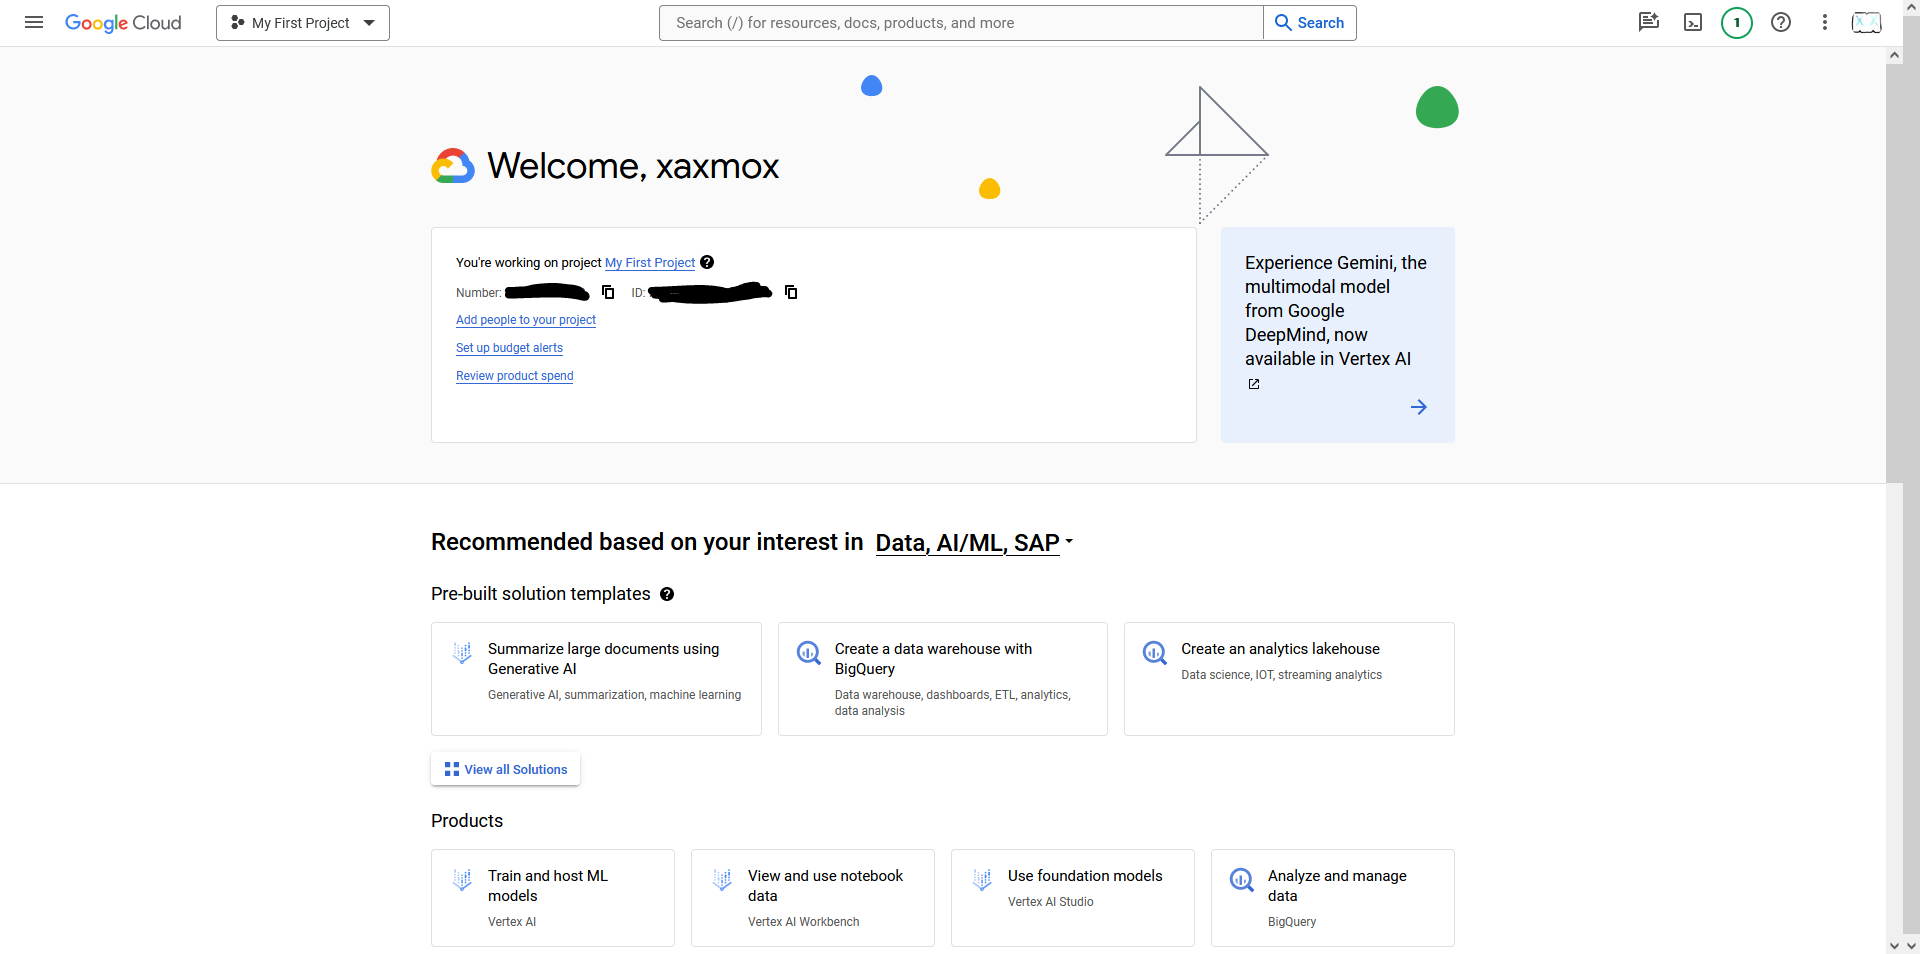 Google Cloud
My First Project
Search (/) for resources, docs, products, and more
Search
1
Welcome, xaxmox
You're working on project My First Project
Number:
ID:
Add people to your project
Set up budget alerts
Review product spend
Experience Gemini, the
multimodal model
from Google
DeepMind, now
available in Vertex AI
Recommended based on your interest in Data, AI/ML, SAP
Pre-built solution templates
Summarize large documents using
Generative AI
Generative AI, summarization, machine learning
Create a data warehouse with
BigQuery
Data warehouse, dashboards, ETL, analytics,
data analysis
Create an analytics lakehouse
Data science, IOT, streaming analytics
View all Solutions
Products
Train and host ML
models
Vertex AI
View and use notebook
data
Vertex AI Workbench
Use foundation models
Vertex AI Studio
Analyze and manage
data
BigQuery